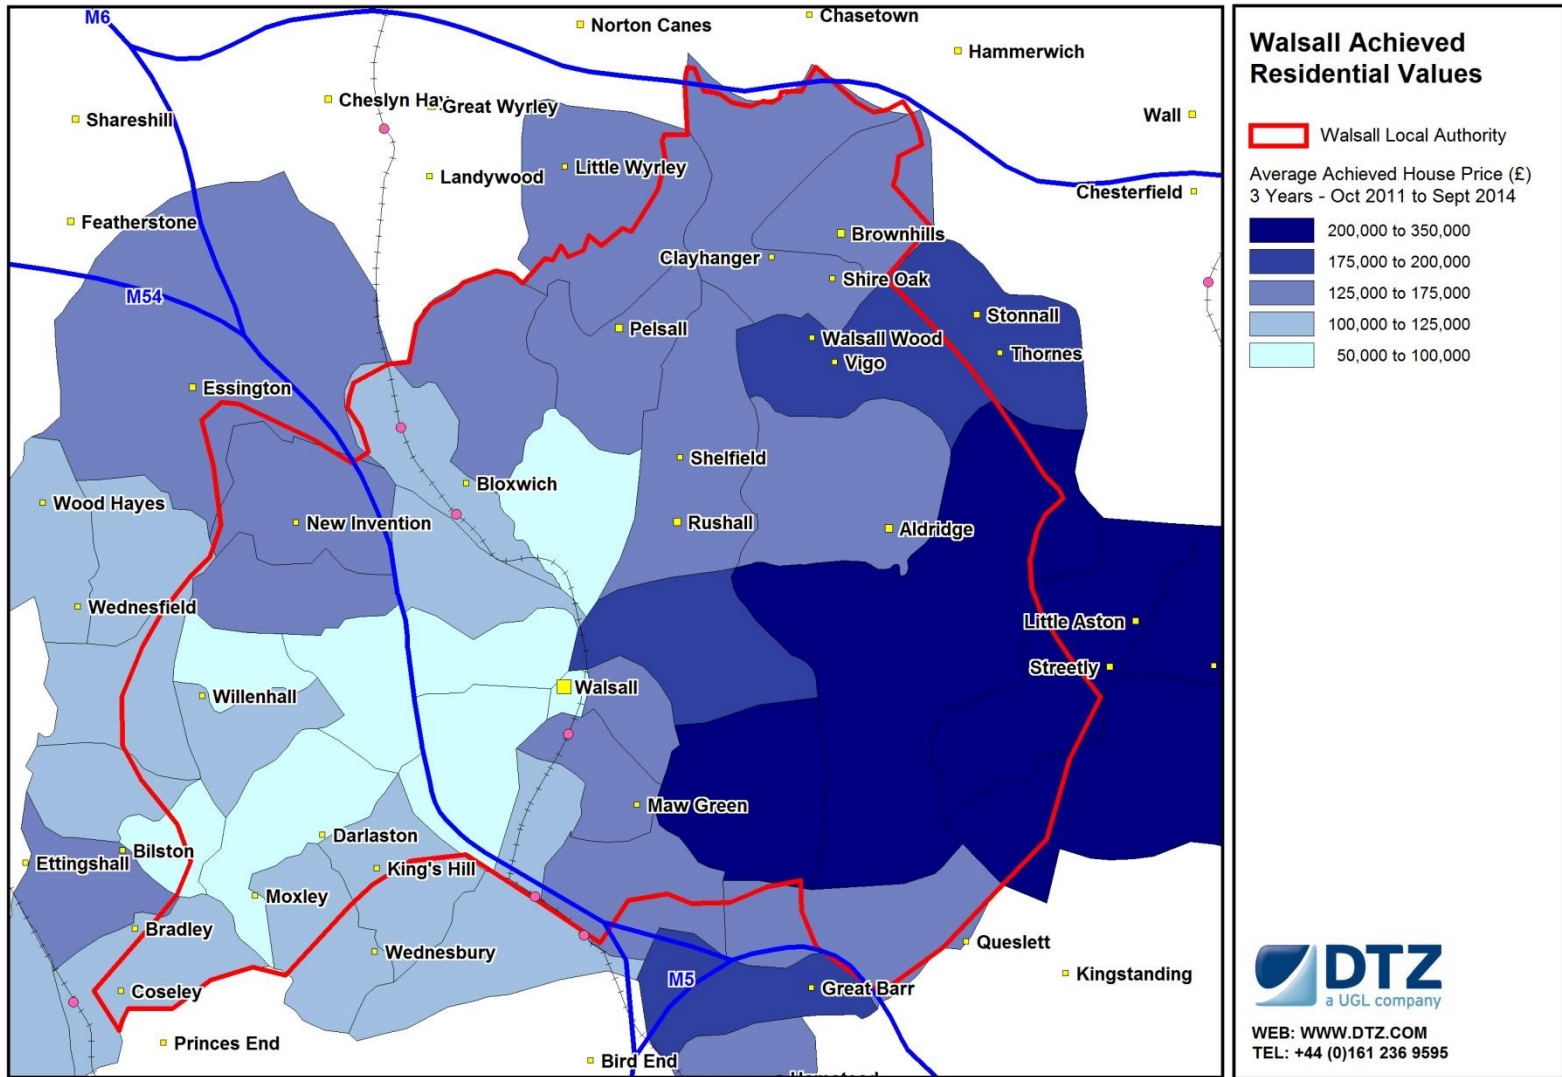 M6
Norton Canes
Chasetown
Hammerwich
Cheslyn Hay
Great Wyrley
Shareshill
Wall
Little Wyrley
Landywood
Chesterfield
Featherstone
Brownhills
Clayhanger
Shire Oak
M54
Stonnall
Pelsall
Walsall Wood
Thornes
Vigo
Essington
Shelfield
Bloxwich
Wood Hayes
New Invention
Rushall
Aldridge
Wednesfield
Little Aston
Streetly
Willenhall
Walsall
Maw Green
Darlaston
Bilston
Ettingshall
King's Hill
Moxley
Bradley
Queslett
Wednesbury
Kingstanding
M5
Great Barr
Coseley
Princes End
Bird End
Walsall Achieved
Residential Values
Walsall Local Authority
Average Achieved House Price (£)
3 Years - Oct 2011 to Sept 2014
200,000 to 350,000
175,000 to 200,000
125,000 to 175,000
100,000 to 125,000
50,000 to 100,000
DTZ
a UGL company
WEB: WWW.DTZ.COM
TEL: +44 (0)161 236 9595